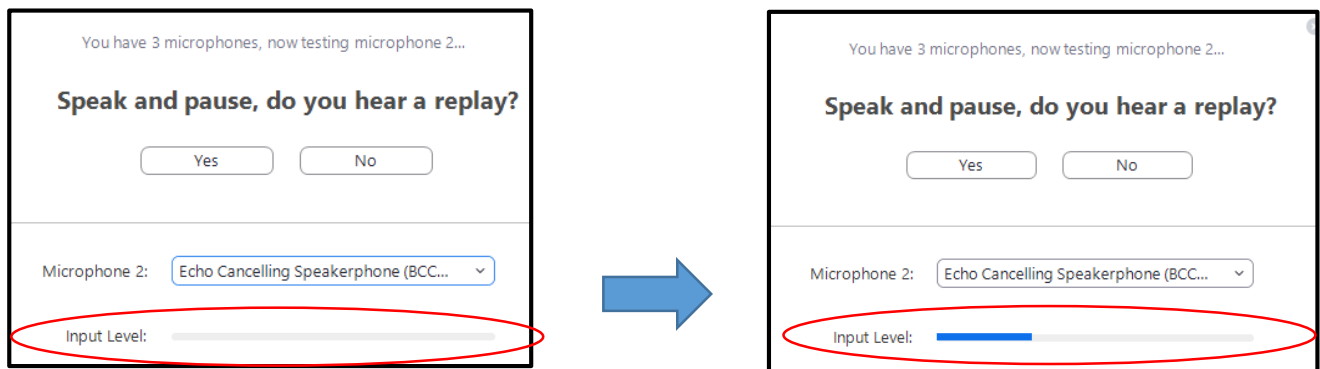 You have 3 microphones, now testing microphone 2...
Speak and pause, do you hear a replay?
Yes No
Microphone 2: Echo Cancelling Speakerphone (BCC...
Input Level:
You have 3 microphones, now testing microphone 2...
Speak and pause, do you hear a replay?
Yes No
Microphone 2: Echo Cancelling Speakerphone (BCC...
Input Level: